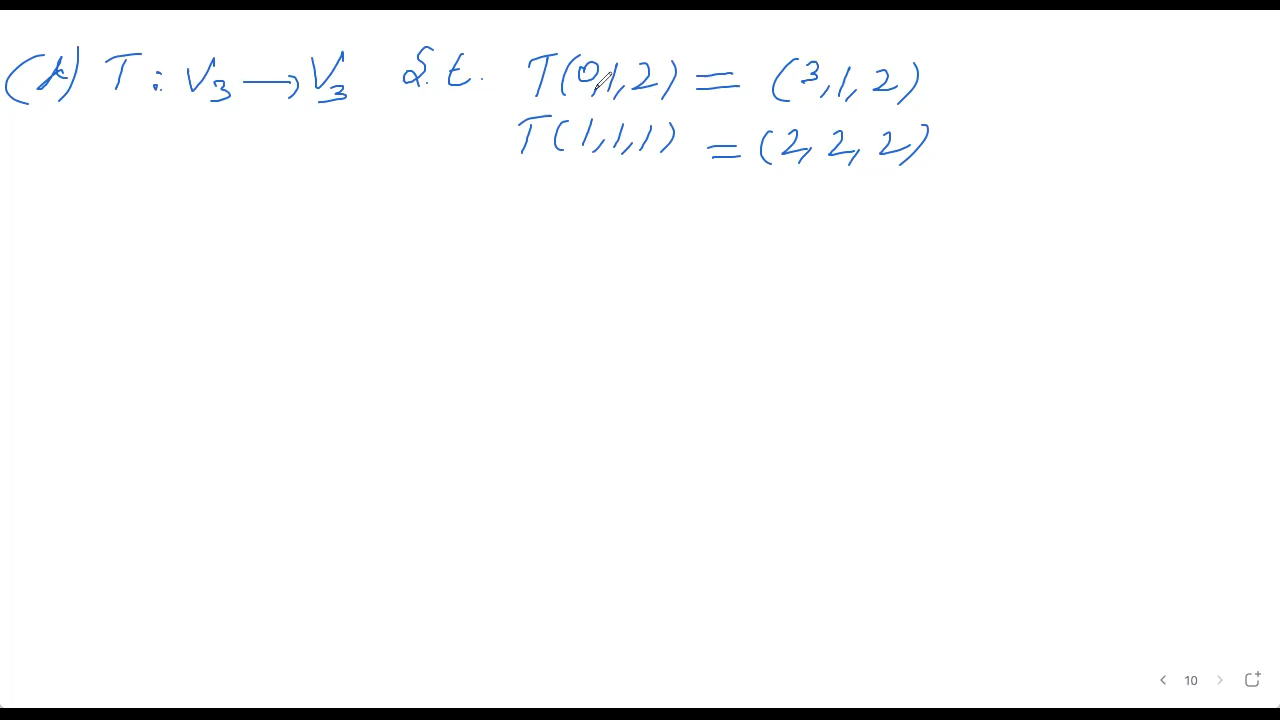 (k) T: V₃ → V₃ s.t. T(0,1,2) = (3,1,2)
T(1,1,1) = (2,2,2)
10